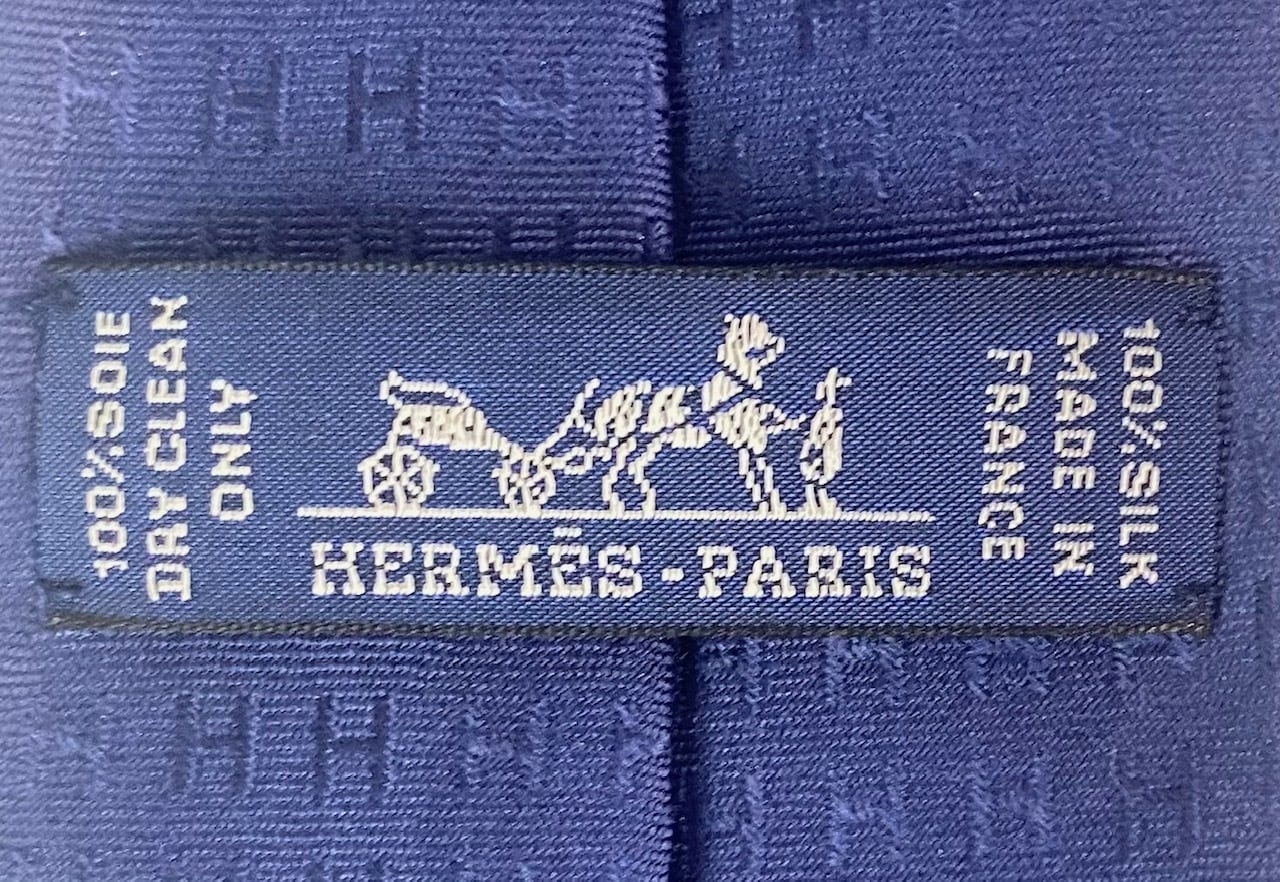 100%SOIE
DRY CLEAN
ONLY
HERMÈS-PARIS
100%SILK
MADE IN
FRANCE
H H
H H